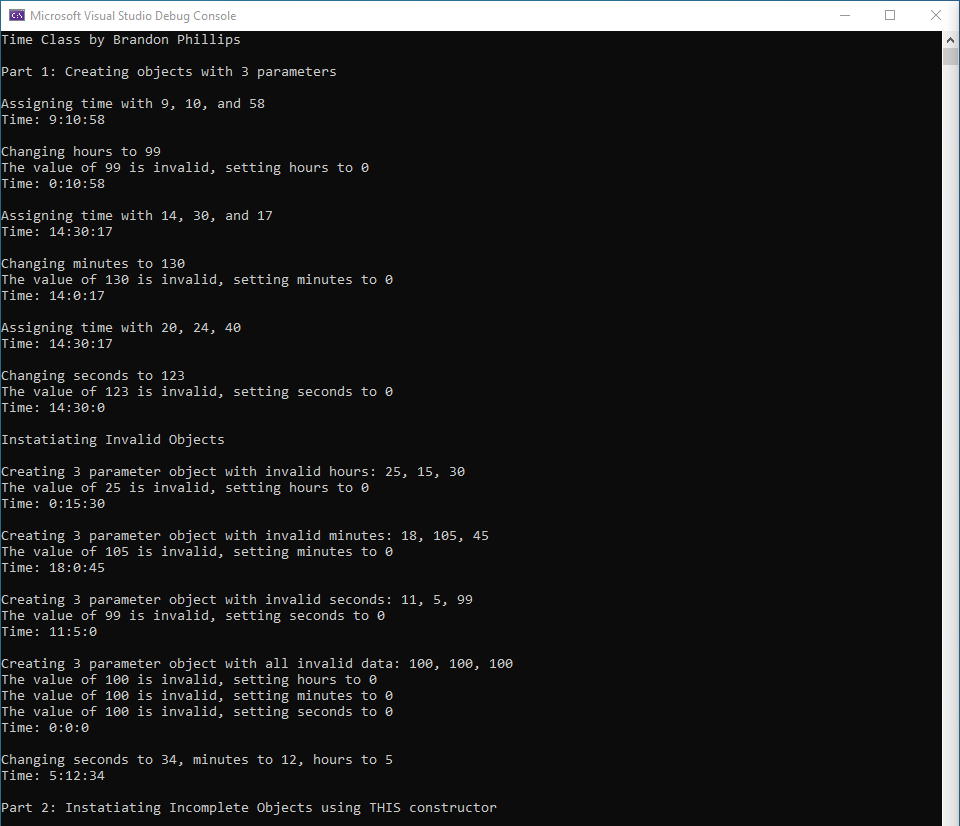 Microsoft Visual Studio Debug Console
Time Class by Brandon Phillips
Part 1: Creating objects with 3 parameters
Assigning time with 9, 10, and 58
Time: 9:10:58
Changing hours to 99
The value of 99 is invalid, setting hours to 0
Time: 0:10:58
Assigning time with 14, 30, and 17
Time: 14:30:17
Changing minutes to 130
The value of 130 is invalid, setting minutes to 0
Time: 14:0:17
Assigning time with 20, 24, 40
Time: 14:30:17
Changing seconds to 123
The value of 123 is invalid, setting seconds to 0
Time: 14:30:0
Instatiating Invalid Objects
Creating 3 parameter object with invalid hours: 25, 15, 30
The value of 25 is invalid, setting hours to 0
Time: 0:15:30
Creating 3 parameter object with invalid minutes: 18, 105, 45
The value of 105 is invalid, setting minutes to 0
Time: 18:0:45
Creating 3 parameter object with invalid seconds: 11, 5, 99
The value of 99 is invalid, setting seconds to 0
Time: 11:5:0
Creating 3 parameter object with all invalid data: 100, 100, 100
The value of 100 is invalid, setting hours to 0
The value of 100 is invalid, setting minutes to 0
The value of 100 is invalid, setting seconds to 0
Time: 0:0:0
Changing seconds to 34, minutes to 12, hours to 5
Time: 5:12:34
Part 2: Instatiating Incomplete Objects using THIS constructor